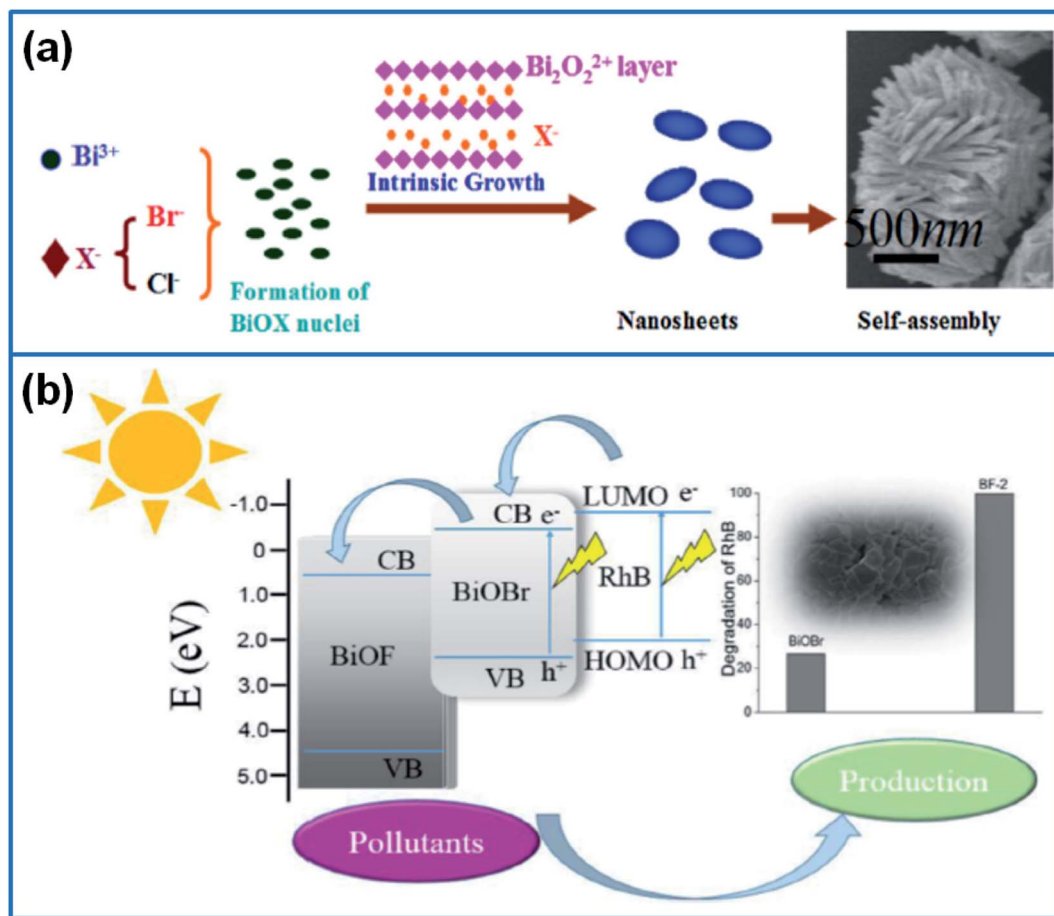 (a)
Bi³⁺
X⁻
Br⁻
Cl⁻
Formation of
BiOX nuclei
Bi₂O₂²⁺ layer
X⁻
Intrinsic Growth
Nanosheets
500nm
Self-assembly
(b)
E (eV)
-1.0
0
1.0
2.0
3.0
4.0
5.0
CB
BiOF
VB
CB e⁻
BiOBr
VB h⁺
LUMO e⁻
RhB
HOMO h⁺
Degradation of RhB
100
80
60
40
20
0
BiOBr
BF-2
Pollutants
Production